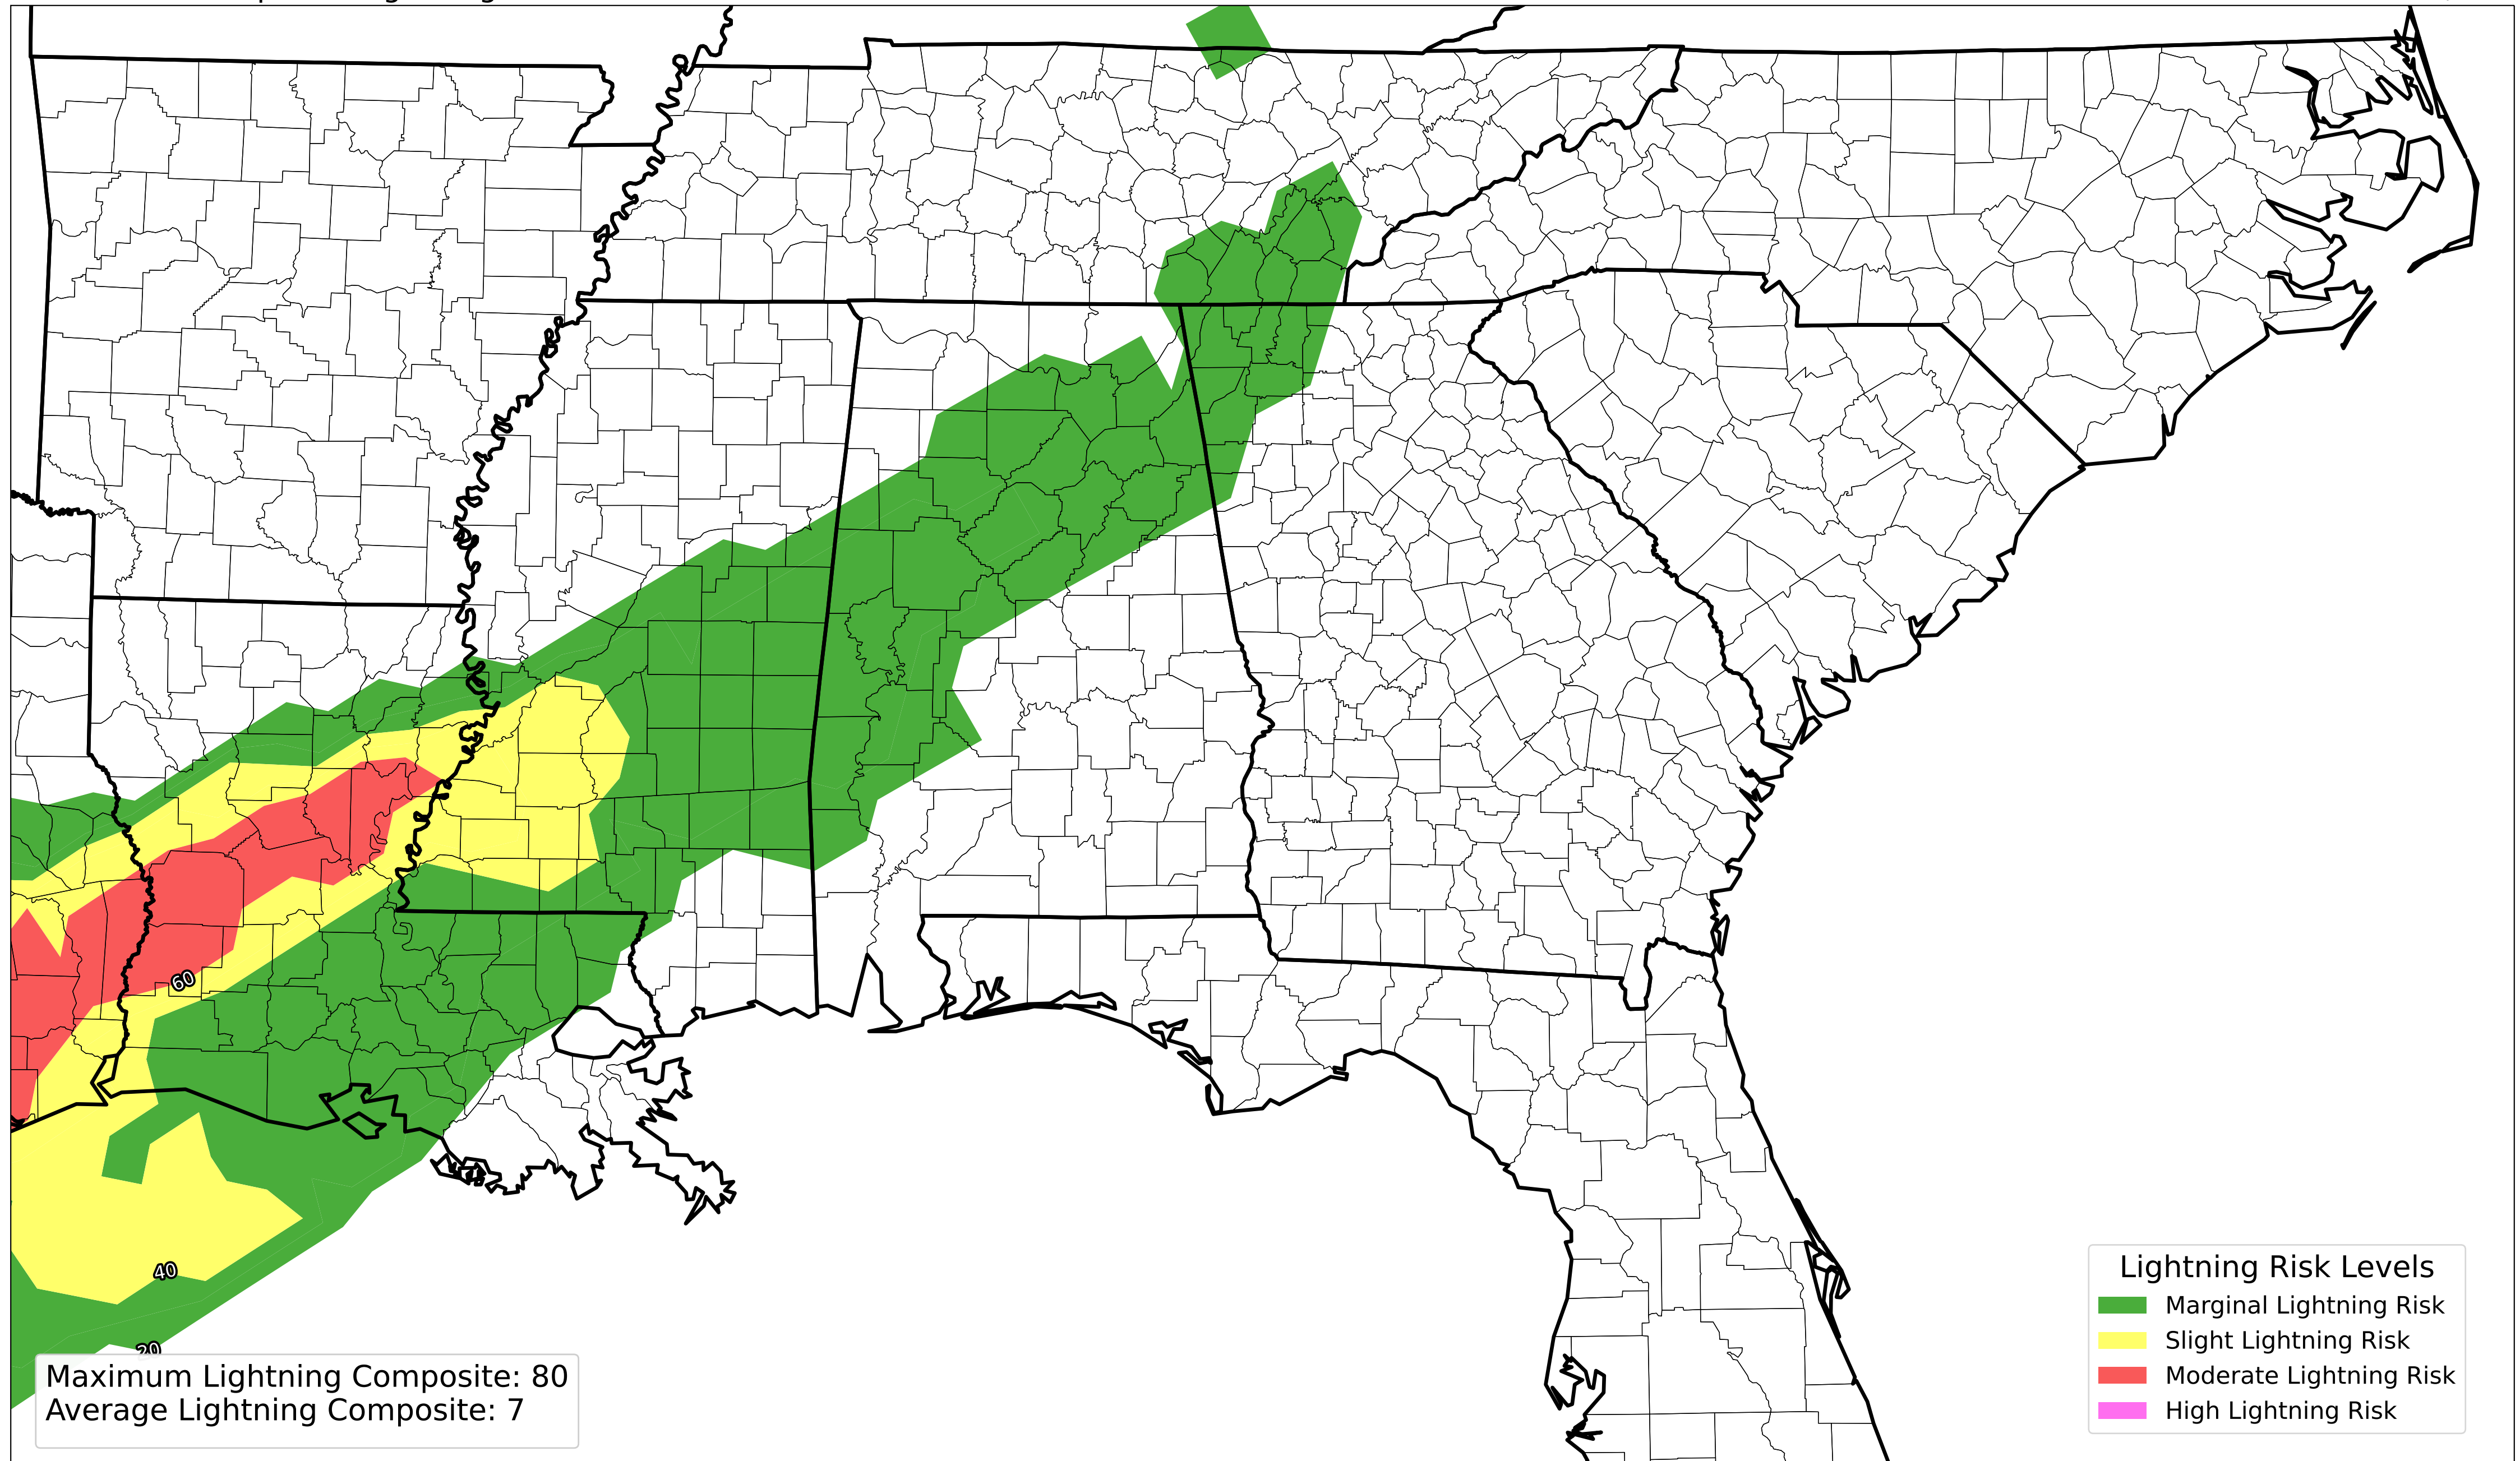 60
40
20
Maximum Lightning Composite: 80
Average Lightning Composite: 7
Lightning Risk Levels
Marginal Lightning Risk
Slight Lightning Risk
Moderate Lightning Risk
High Lightning Risk